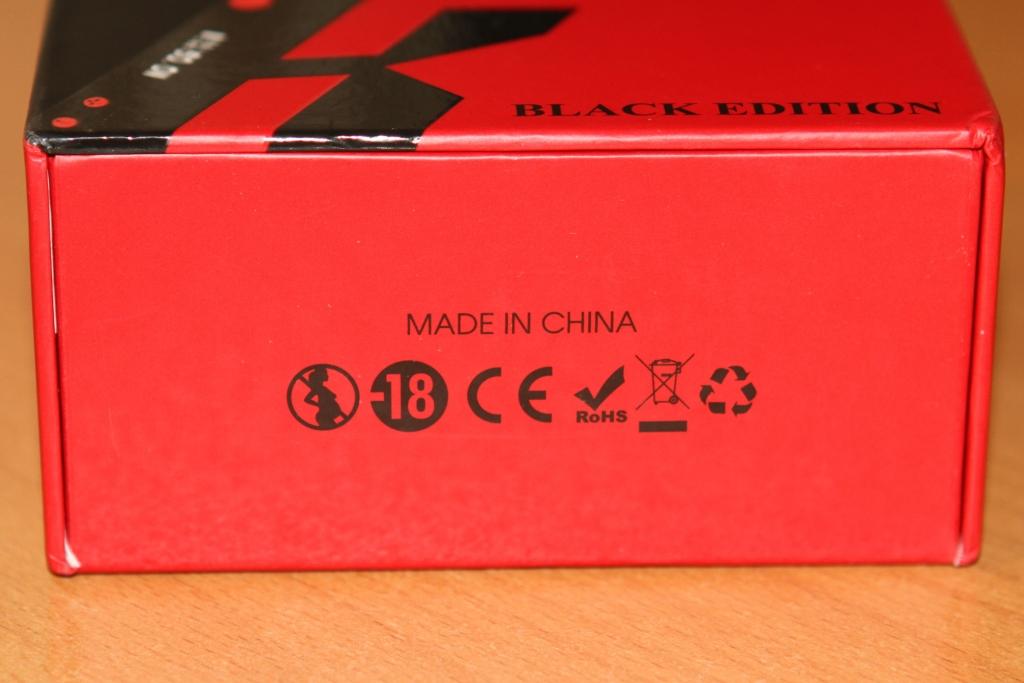 BLACK EDITION
MADE IN CHINA
-18 CE RoHS